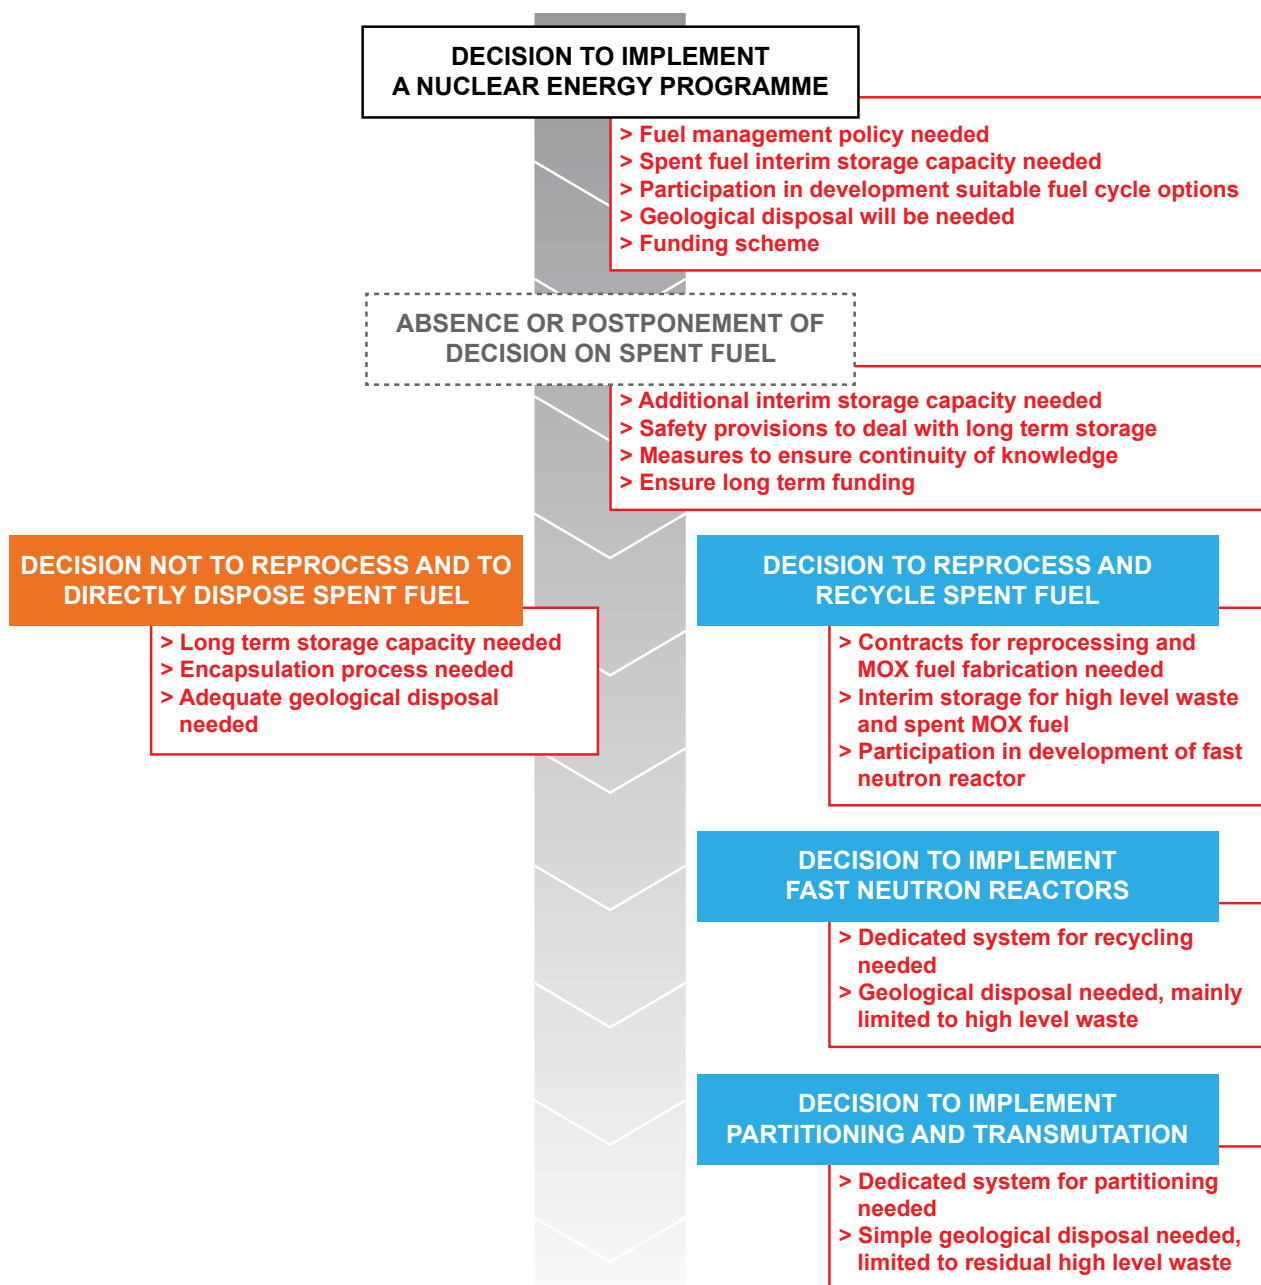 DECISION TO IMPLEMENT
A NUCLEAR ENERGY PROGRAMME
> Fuel management policy needed
> Spent fuel interim storage capacity needed
> Participation in development suitable fuel cycle options
> Geological disposal will be needed
> Funding scheme
ABSENCE OR POSTPONEMENT OF
DECISION ON SPENT FUEL
> Additional interim storage capacity needed
> Safety provisions to deal with long term storage
> Measures to ensure continuity of knowledge
> Ensure long term funding
DECISION NOT TO REPROCESS AND TO
DIRECTLY DISPOSE SPENT FUEL
> Long term storage capacity needed
> Encapsulation process needed
> Adequate geological disposal
needed
DECISION TO REPROCESS AND
RECYCLE SPENT FUEL
> Contracts for reprocessing and
MOX fuel fabrication needed
> Interim storage for high level waste
and spent MOX fuel
> Participation in development of fast
neutron reactor
DECISION TO IMPLEMENT
FAST NEUTRON REACTORS
> Dedicated system for recycling
needed
> Geological disposal needed, mainly
limited to high level waste
DECISION TO IMPLEMENT
PARTITIONING AND TRANSMUTATION
> Dedicated system for partitioning
needed
> Simple geological disposal needed,
limited to residual high level waste